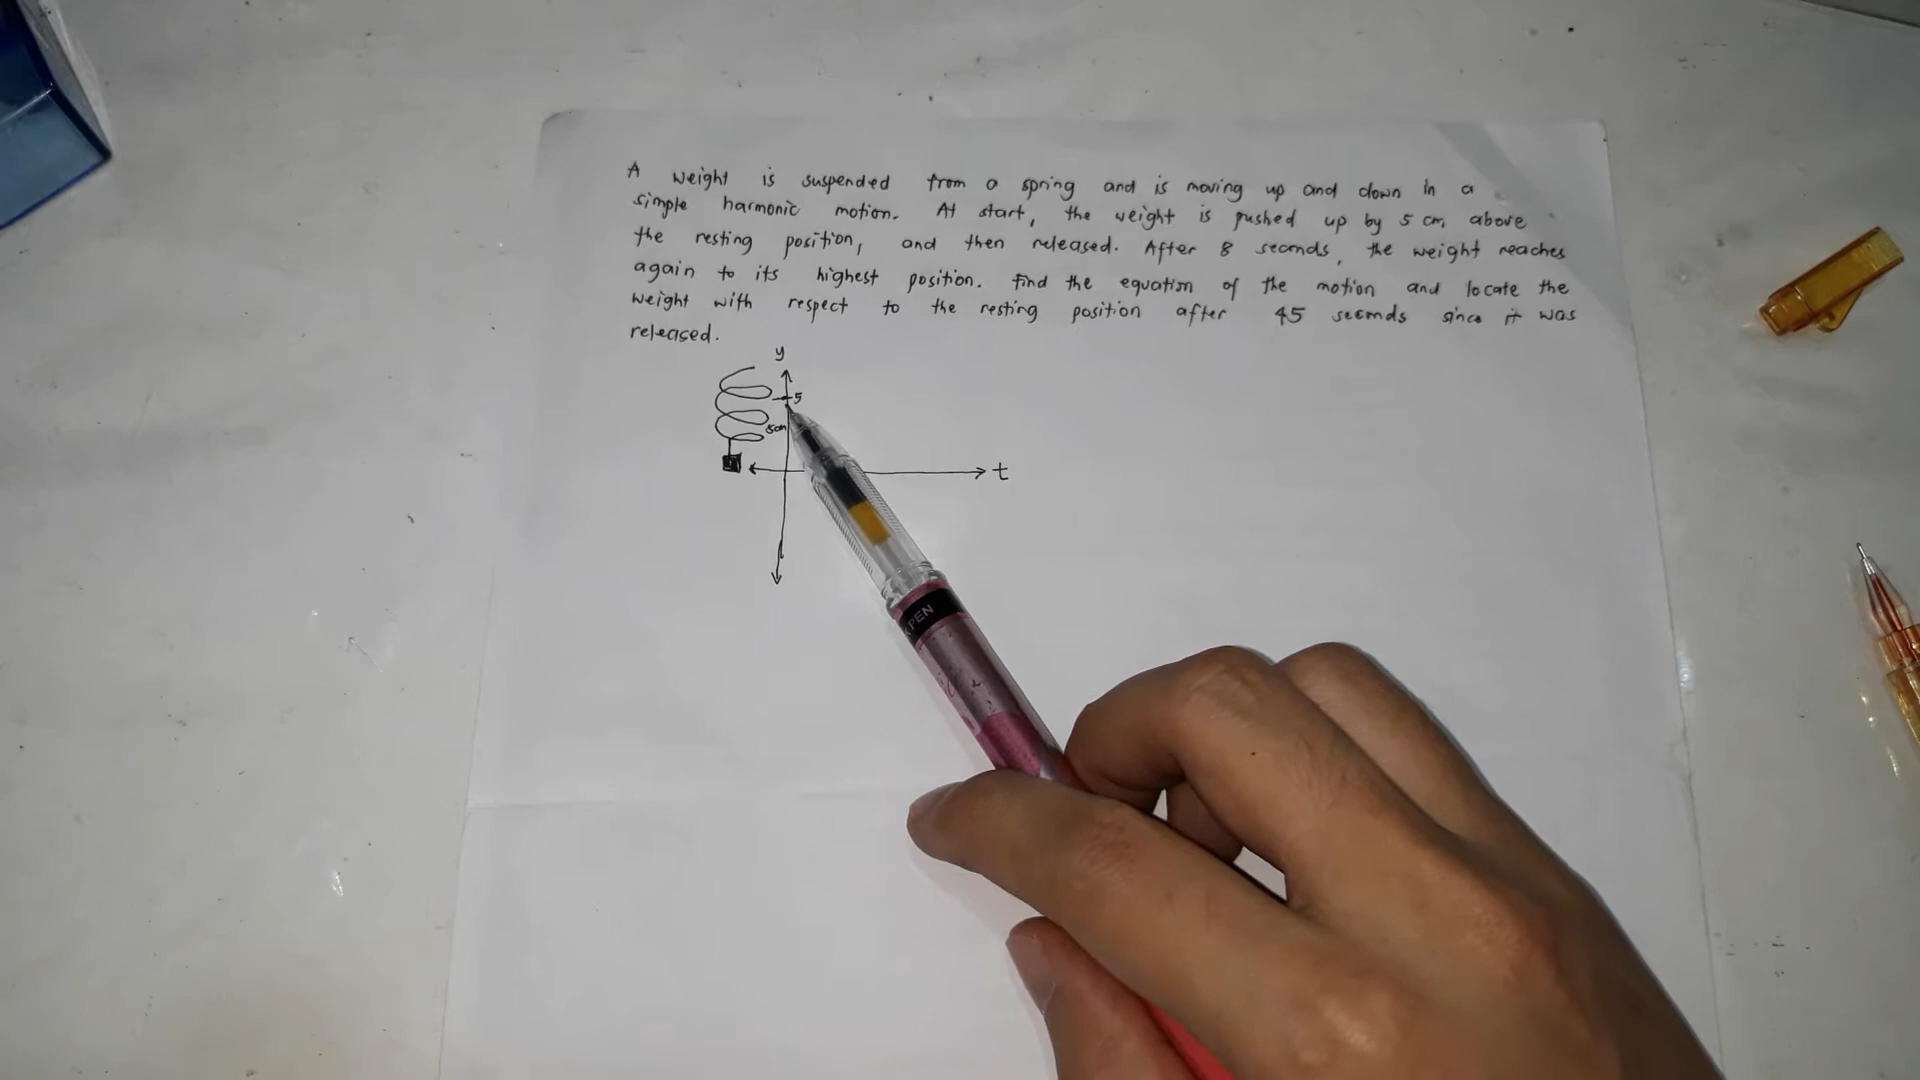 A weight is suspended from a spring and is moving up and down in a
simple harmonic motion. At start, the weight is pushed up by 5 cm above
the resting position, and then released. After 8 seconds, the weight reaches
again to its highest position. Find the equation of the motion and locate the
weight with respect to the resting position after 45 seconds since it was
released.
y
5
5cm
t
KPEN